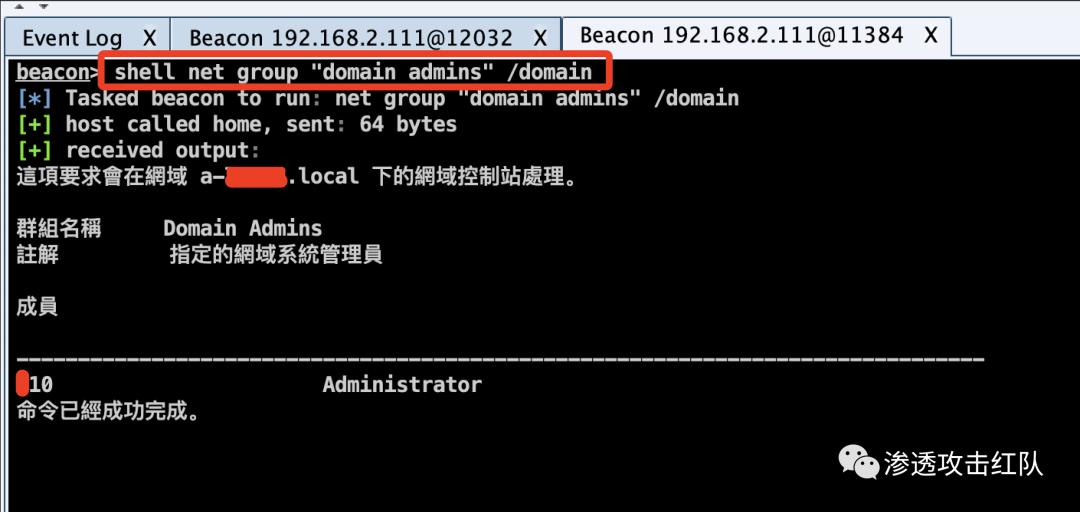 Event Log X Beacon 192.168.2.111@12032 X Beacon 192.168.2.111@11384 X
beacon> shell net group "domain admins" /domain
[*] Tasked beacon to run: net group "domain admins" /domain
[+] host called home, sent: 64 bytes
[+] received output:
這項要求會在網域 a-.local 下的網域控制站處理。
群組名稱 Domain Admins
註解 指定的網域系統管理員
成員
-------------------------------------------------------------------------------
10 Administrator
命令已經成功完成。
渗透攻击红队